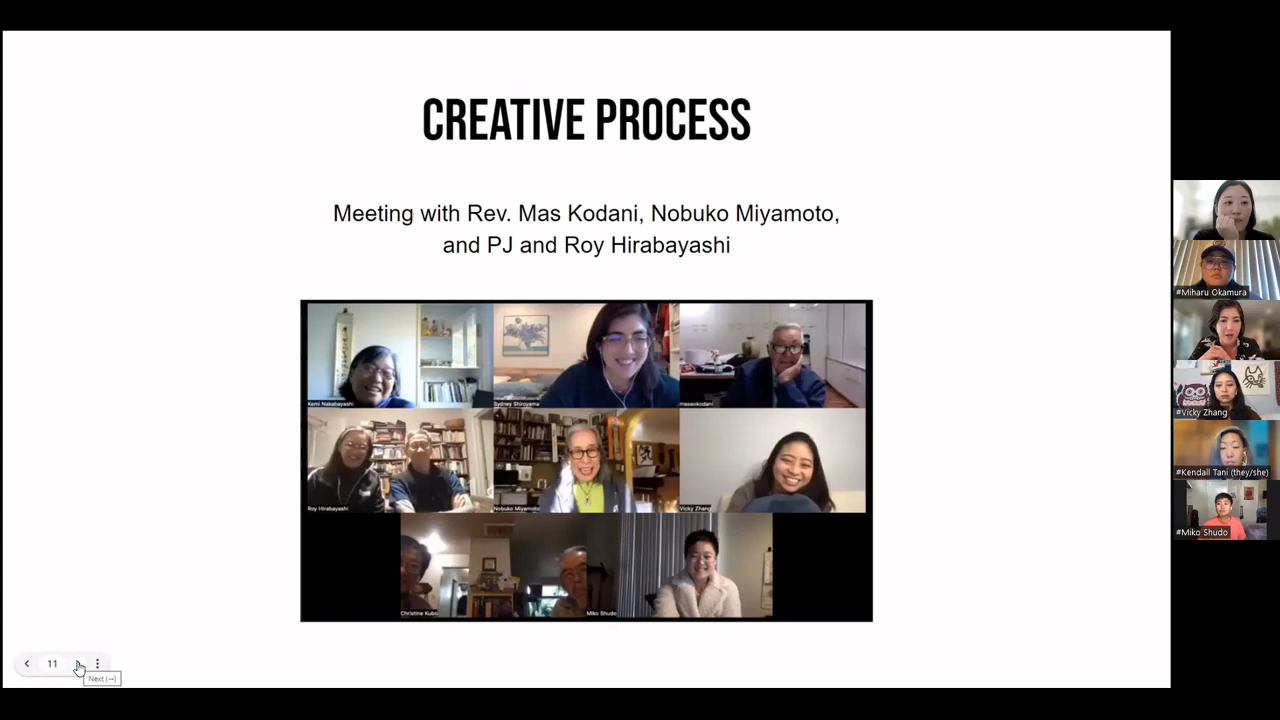 CREATIVE PROCESS
Meeting with Rev. Mas Kodani, Nobuko Miyamoto,
and PJ and Roy Hirabayashi
Kemi Nakabayashi
Sydney Shiroyama
masaokodani
Roy Hirabayashi
Nobuko Miyamoto
Vicky Zhang
Christine Kubo
Miko Shudo
11
Next (→)
#Miharu Okamura
#Vicky Zhang
#Kendall Tani (they/she)
#Miko Shudo